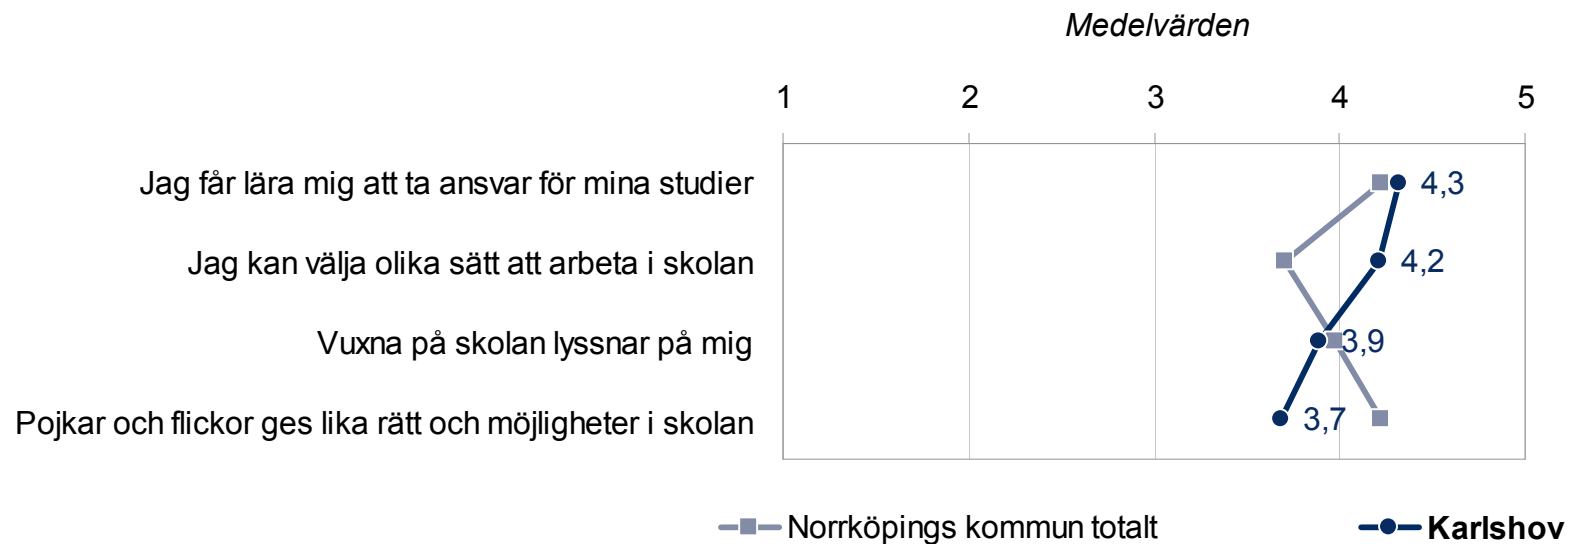 Medelvärden
1 2 3 4 5
Jag får lära mig att ta ansvar för mina studier 4,3
Jag kan välja olika sätt att arbeta i skolan 4,2
Vuxna på skolan lyssnar på mig 3,9
Pojkar och flickor ges lika rätt och möjligheter i skolan 3,7
Norrköpings kommun totalt Karlshov